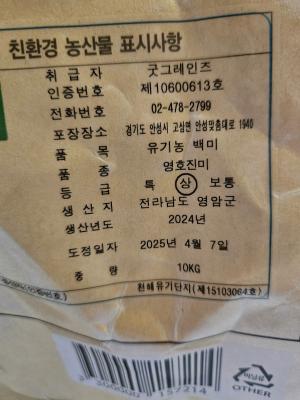 친환경 농산물 표시사항
취 급 자 굿그레인즈
인증번호 제10600613호
전화번호 02-478-2799
포장장소 경기도 안성시 고삼면 안성맞춤대로 1940
품 목 유기농 백미
품 종 영호진미
등 급 특 상 보통
생 산 지 전라남도 영암군
생산년도 2024년
도정일자 2025년 4월 7일
중 량 10KG
천해유기단지(제15103064호)
OTHER